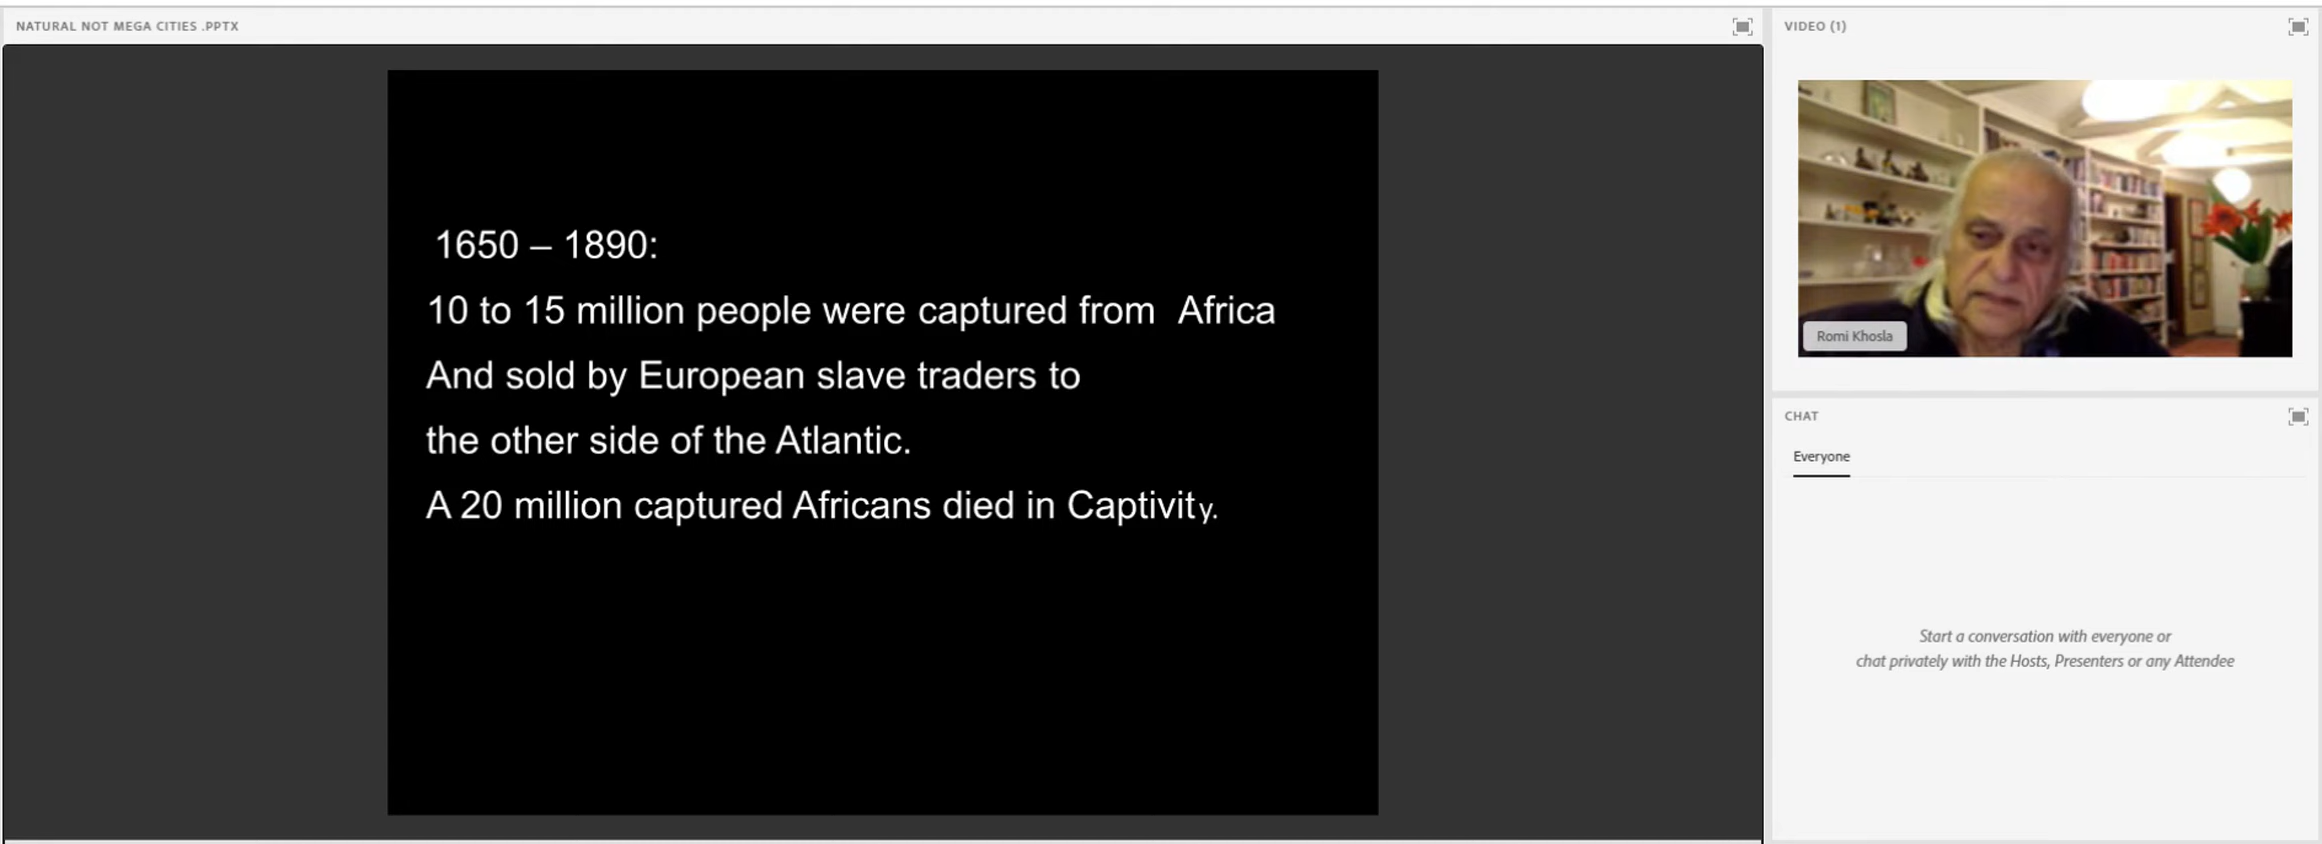 NATURAL NOT MEGA CITIES .PPTX
1650 – 1890:
10 to 15 million people were captured from Africa
And sold by European slave traders to
the other side of the Atlantic.
A 20 million captured Africans died in Captivity.
VIDEO (1)
Romi Khosla
CHAT
Everyone
Start a conversation with everyone or
chat privately with the Hosts, Presenters or any Attendee